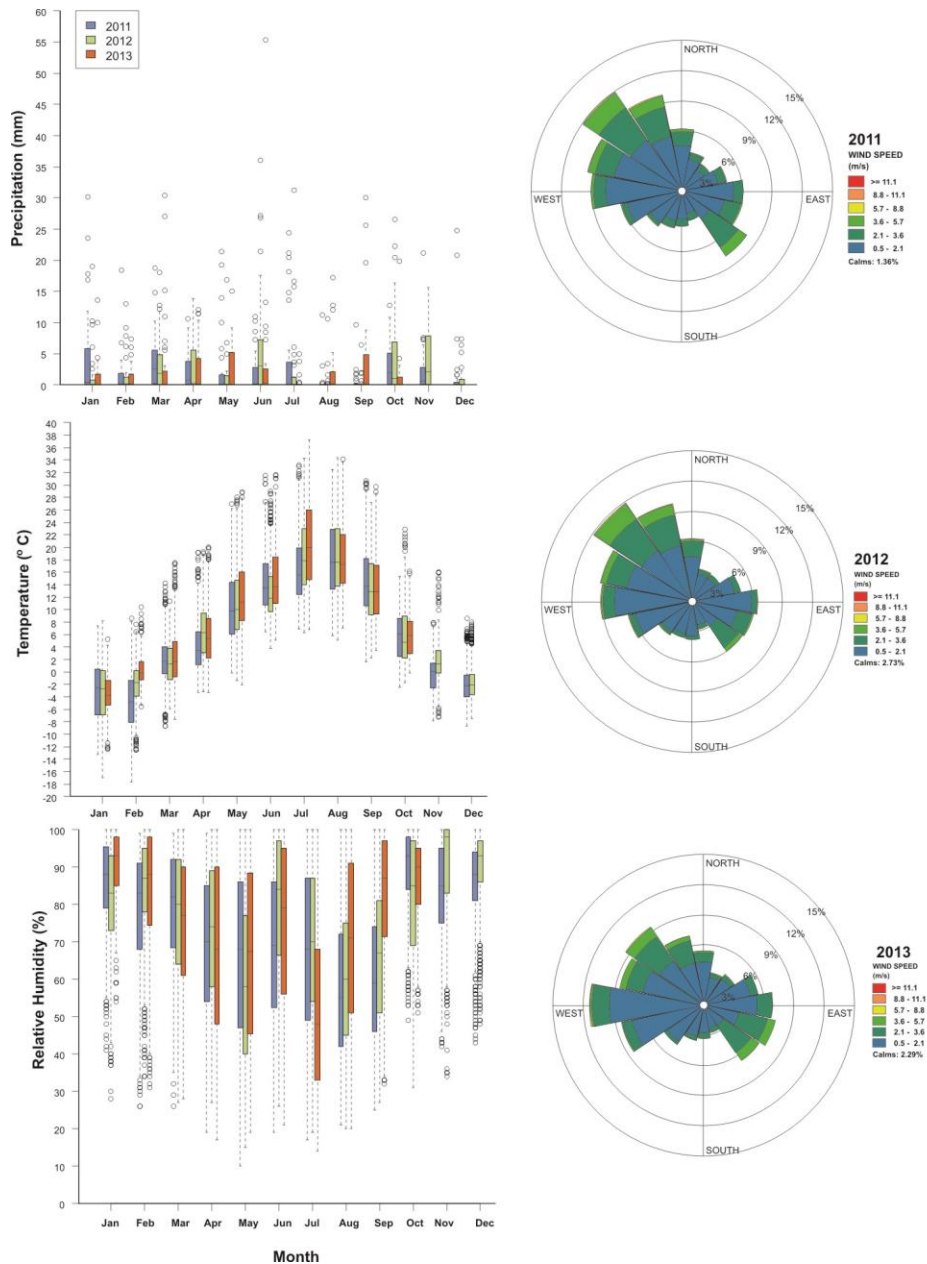 60
55
50
45
40
35
30
25
20
15
10
5
0
Precipitation (mm)
2011
2012
2013
Jan Feb Mar Apr May Jun Jul Aug Sep Oct Nov Dec
NORTH
15%
12%
9%
6%
3%
WEST
EAST
SOUTH
2011
WIND SPEED
(m/s)
>= 11.1
8.8 - 11.1
5.7 - 8.8
3.6 - 5.7
2.1 - 3.6
0.5 - 2.1
Calms: 1.36%
40
38
36
34
32
30
28
26
24
22
20
18
16
14
12
10
8
6
4
2
0
-2
-4
-6
-8
-10
-12
-14
-16
-18
-20
Temperature (º C)
Jan Feb Mar Apr May Jun Jul Aug Sep Oct Nov Dec
NORTH
15%
12%
9%
6%
3%
WEST
EAST
SOUTH
2012
WIND SPEED
(m/s)
>= 11.1
8.8 - 11.1
5.7 - 8.8
3.6 - 5.7
2.1 - 3.6
0.5 - 2.1
Calms: 2.73%
100
90
80
70
60
50
40
30
20
10
0
Relative Humidity (%)
Jan Feb Mar Apr May Jun Jul Aug Sep Oct Nov Dec
Month
NORTH
15%
12%
9%
6%
3%
WEST
EAST
SOUTH
2013
WIND SPEED
(m/s)
>= 11.1
8.8 - 11.1
5.7 - 8.8
3.6 - 5.7
2.1 - 3.6
0.5 - 2.1
Calms: 2.29%